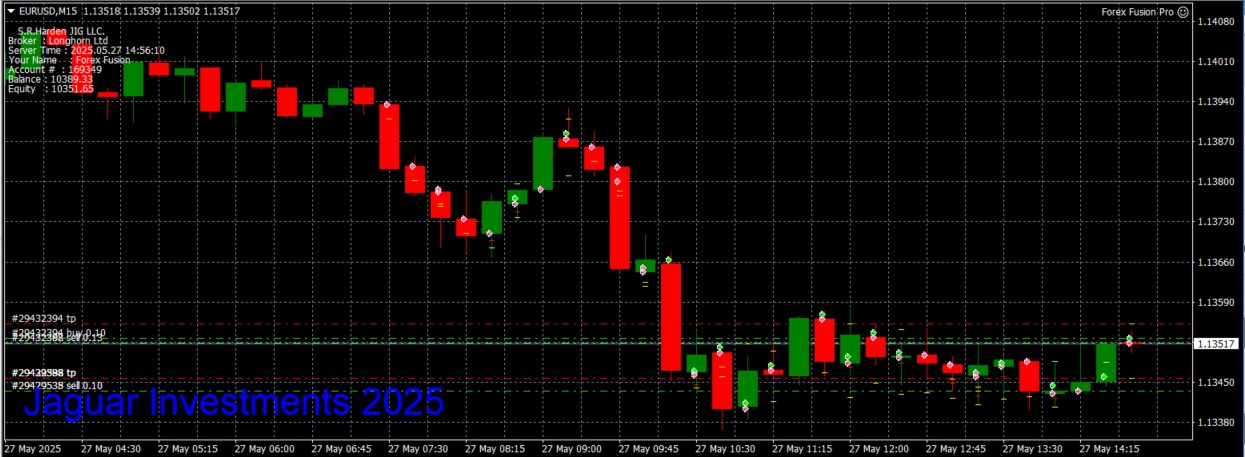 EURUSD,M15 1.13518 1.13539 1.13502 1.13517
Forex Fusion Pro
S.R.Harden JIG LLC.
Broker : Longhorn Ltd
Server Time : 2025.05.27 14:56:10
Your Name : Forex Fusion
Account # : 169349
Balance : 10389.33
Equity : 10351.65
1.14080
1.14010
1.13940
1.13870
1.13800
1.13730
1.13660
1.13590
1.13517
1.13450
1.13380
#29432394 tp
#29432394 buy 0.10
sell 0.13
tp
#29479535 sell 0.10
Jaguar Investments 2025
27 May 2025
27 May 04:30
27 May 05:15
27 May 06:00
27 May 06:45
27 May 07:30
27 May 08:15
27 May 09:00
27 May 09:45
27 May 10:30
27 May 11:15
27 May 12:00
27 May 12:45
27 May 13:30
27 May 14:15